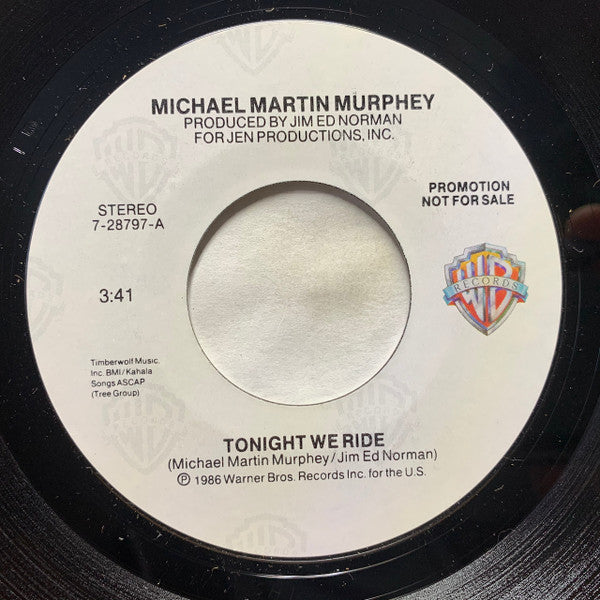 MICHAEL MARTIN MURPHEY
PRODUCED BY JIM ED NORMAN
FOR JEN PRODUCTIONS, INC.
STEREO
7-28797-A
PROMOTION
NOT FOR SALE
3:41
WB
RECORDS
Timberwolf Music.
Inc. BMI/Kahala
Songs ASCAP
(Tree Group)
TONIGHT WE RIDE
(Michael Martin Murphey/Jim Ed Norman)
Ⓟ 1986 Warner Bros. Records Inc. for the U.S.